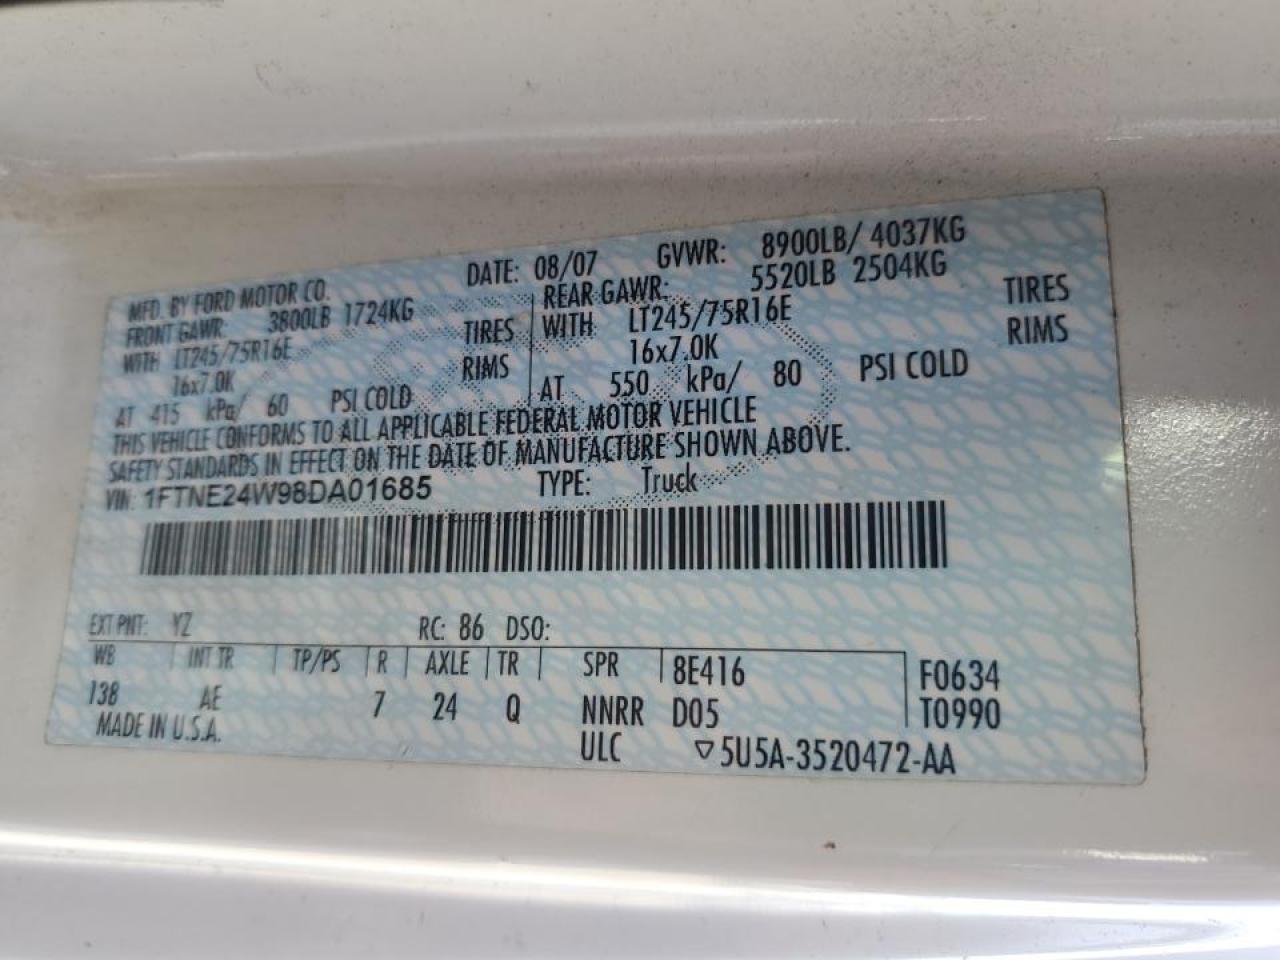 MFD. BY FORD MOTOR CO.
DATE: 08/07 GVWR: 8900LB/ 4037KG
FRONT GAWR: 3800LB 1724KG
WITH LT245/75R16E TIRES
16x7.0K RIMS
AT 415 kPa/ 60 PSI COLD
REAR GAWR: 5520LB 2504KG
WITH LT245/75R16E TIRES
16x7.0K RIMS
AT 550 kPa/ 80 PSI COLD
THIS VEHICLE CONFORMS TO ALL APPLICABLE FEDERAL MOTOR VEHICLE
SAFETY STANDARDS IN EFFECT ON THE DATE OF MANUFACTURE SHOWN ABOVE.
VIN: 1FTNE24W98DA01685 TYPE: Truck
EXT PNT: YZ RC: 86 DSO:
WB INT TR TP/PS R AXLE TR SPR 8E416 F0634
138 AE 7 24 Q NNRR D05 T0990
MADE IN U.S.A. ULC ▽5U5A-3520472-AA